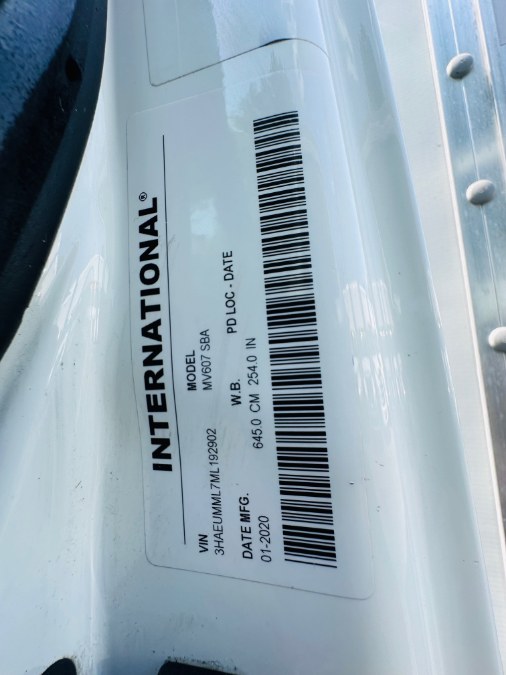 INTERNATIONAL®
MODEL
MV607 SBA
VIN
3HAEUMML7ML192902
DATE MFG. W.B. PD LOC - DATE
01-2020 645.0 CM 254.0 IN